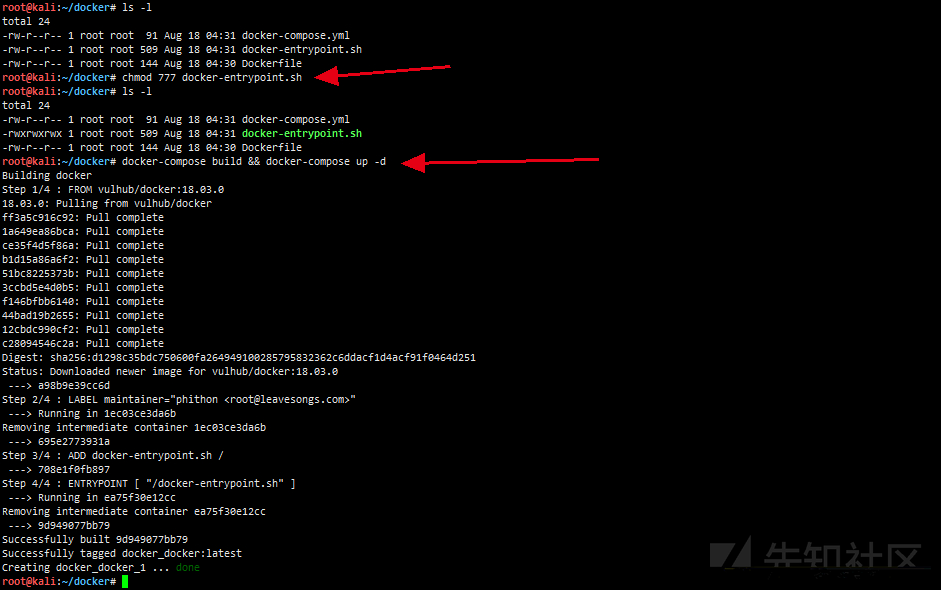 root@kali:~/docker# ls -l
total 24
-rw-r--r-- 1 root root  91 Aug 18 04:31 docker-compose.yml
-rw-r--r-- 1 root root 509 Aug 18 04:31 docker-entrypoint.sh
-rw-r--r-- 1 root root 144 Aug 18 04:30 Dockerfile
root@kali:~/docker# chmod 777 docker-entrypoint.sh
root@kali:~/docker# ls -l
total 24
-rw-r--r-- 1 root root  91 Aug 18 04:31 docker-compose.yml
-rwxrwxrwx 1 root root 509 Aug 18 04:31 docker-entrypoint.sh
-rw-r--r-- 1 root root 144 Aug 18 04:30 Dockerfile
root@kali:~/docker# docker-compose build && docker-compose up -d
Building docker
Step 1/4 : FROM vulhub/docker:18.03.0
18.03.0: Pulling from vulhub/docker
ff3a5c916c92: Pull complete
1a649ea86bca: Pull complete
ce35f4d5f86a: Pull complete
b1d15a86a6f2: Pull complete
51bc8225373b: Pull complete
3ccbd5e4d0b5: Pull complete
f146bfbb6140: Pull complete
44bad19b2655: Pull complete
12cbdc990cf2: Pull complete
c28094546c2a: Pull complete
Digest: sha256:d1298c35bdc750600fa264949100285795832362c6ddacf1d4acf91f0464d251
Status: Downloaded newer image for vulhub/docker:18.03.0
 ---> a98b9e39cc6d
Step 2/4 : LABEL maintainer="phithon <root@leavesongs.com>"
 ---> Running in 1ec03ce3da6b
Removing intermediate container 1ec03ce3da6b
 ---> 695e2773931a
Step 3/4 : ADD docker-entrypoint.sh /
 ---> 708e1f0fb897
Step 4/4 : ENTRYPOINT [ "/docker-entrypoint.sh" ]
 ---> Running in ea75f30e12cc
Removing intermediate container ea75f30e12cc
 ---> 9d949077bb79
Successfully built 9d949077bb79
Successfully tagged docker_docker:latest
Creating docker_docker_1 ... done
root@kali:~/docker#
先知社区